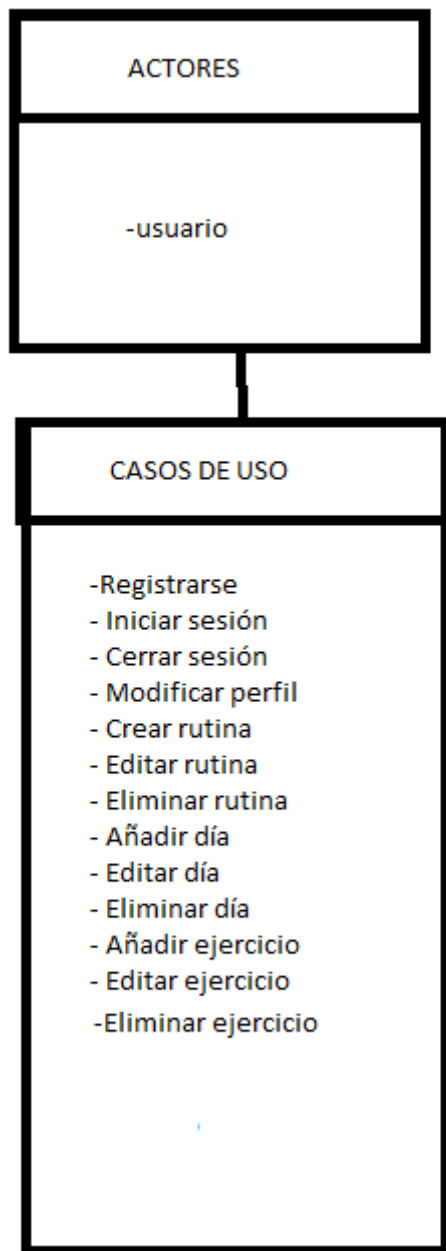 ACTORES
-usuario
CASOS DE USO
-Registrarse
- Iniciar sesión
- Cerrar sesión
- Modificar perfil
- Crear rutina
- Editar rutina
- Eliminar rutina
- Añadir día
- Editar día
- Eliminar día
- Añadir ejercicio
- Editar ejercicio
-Eliminar ejercicio